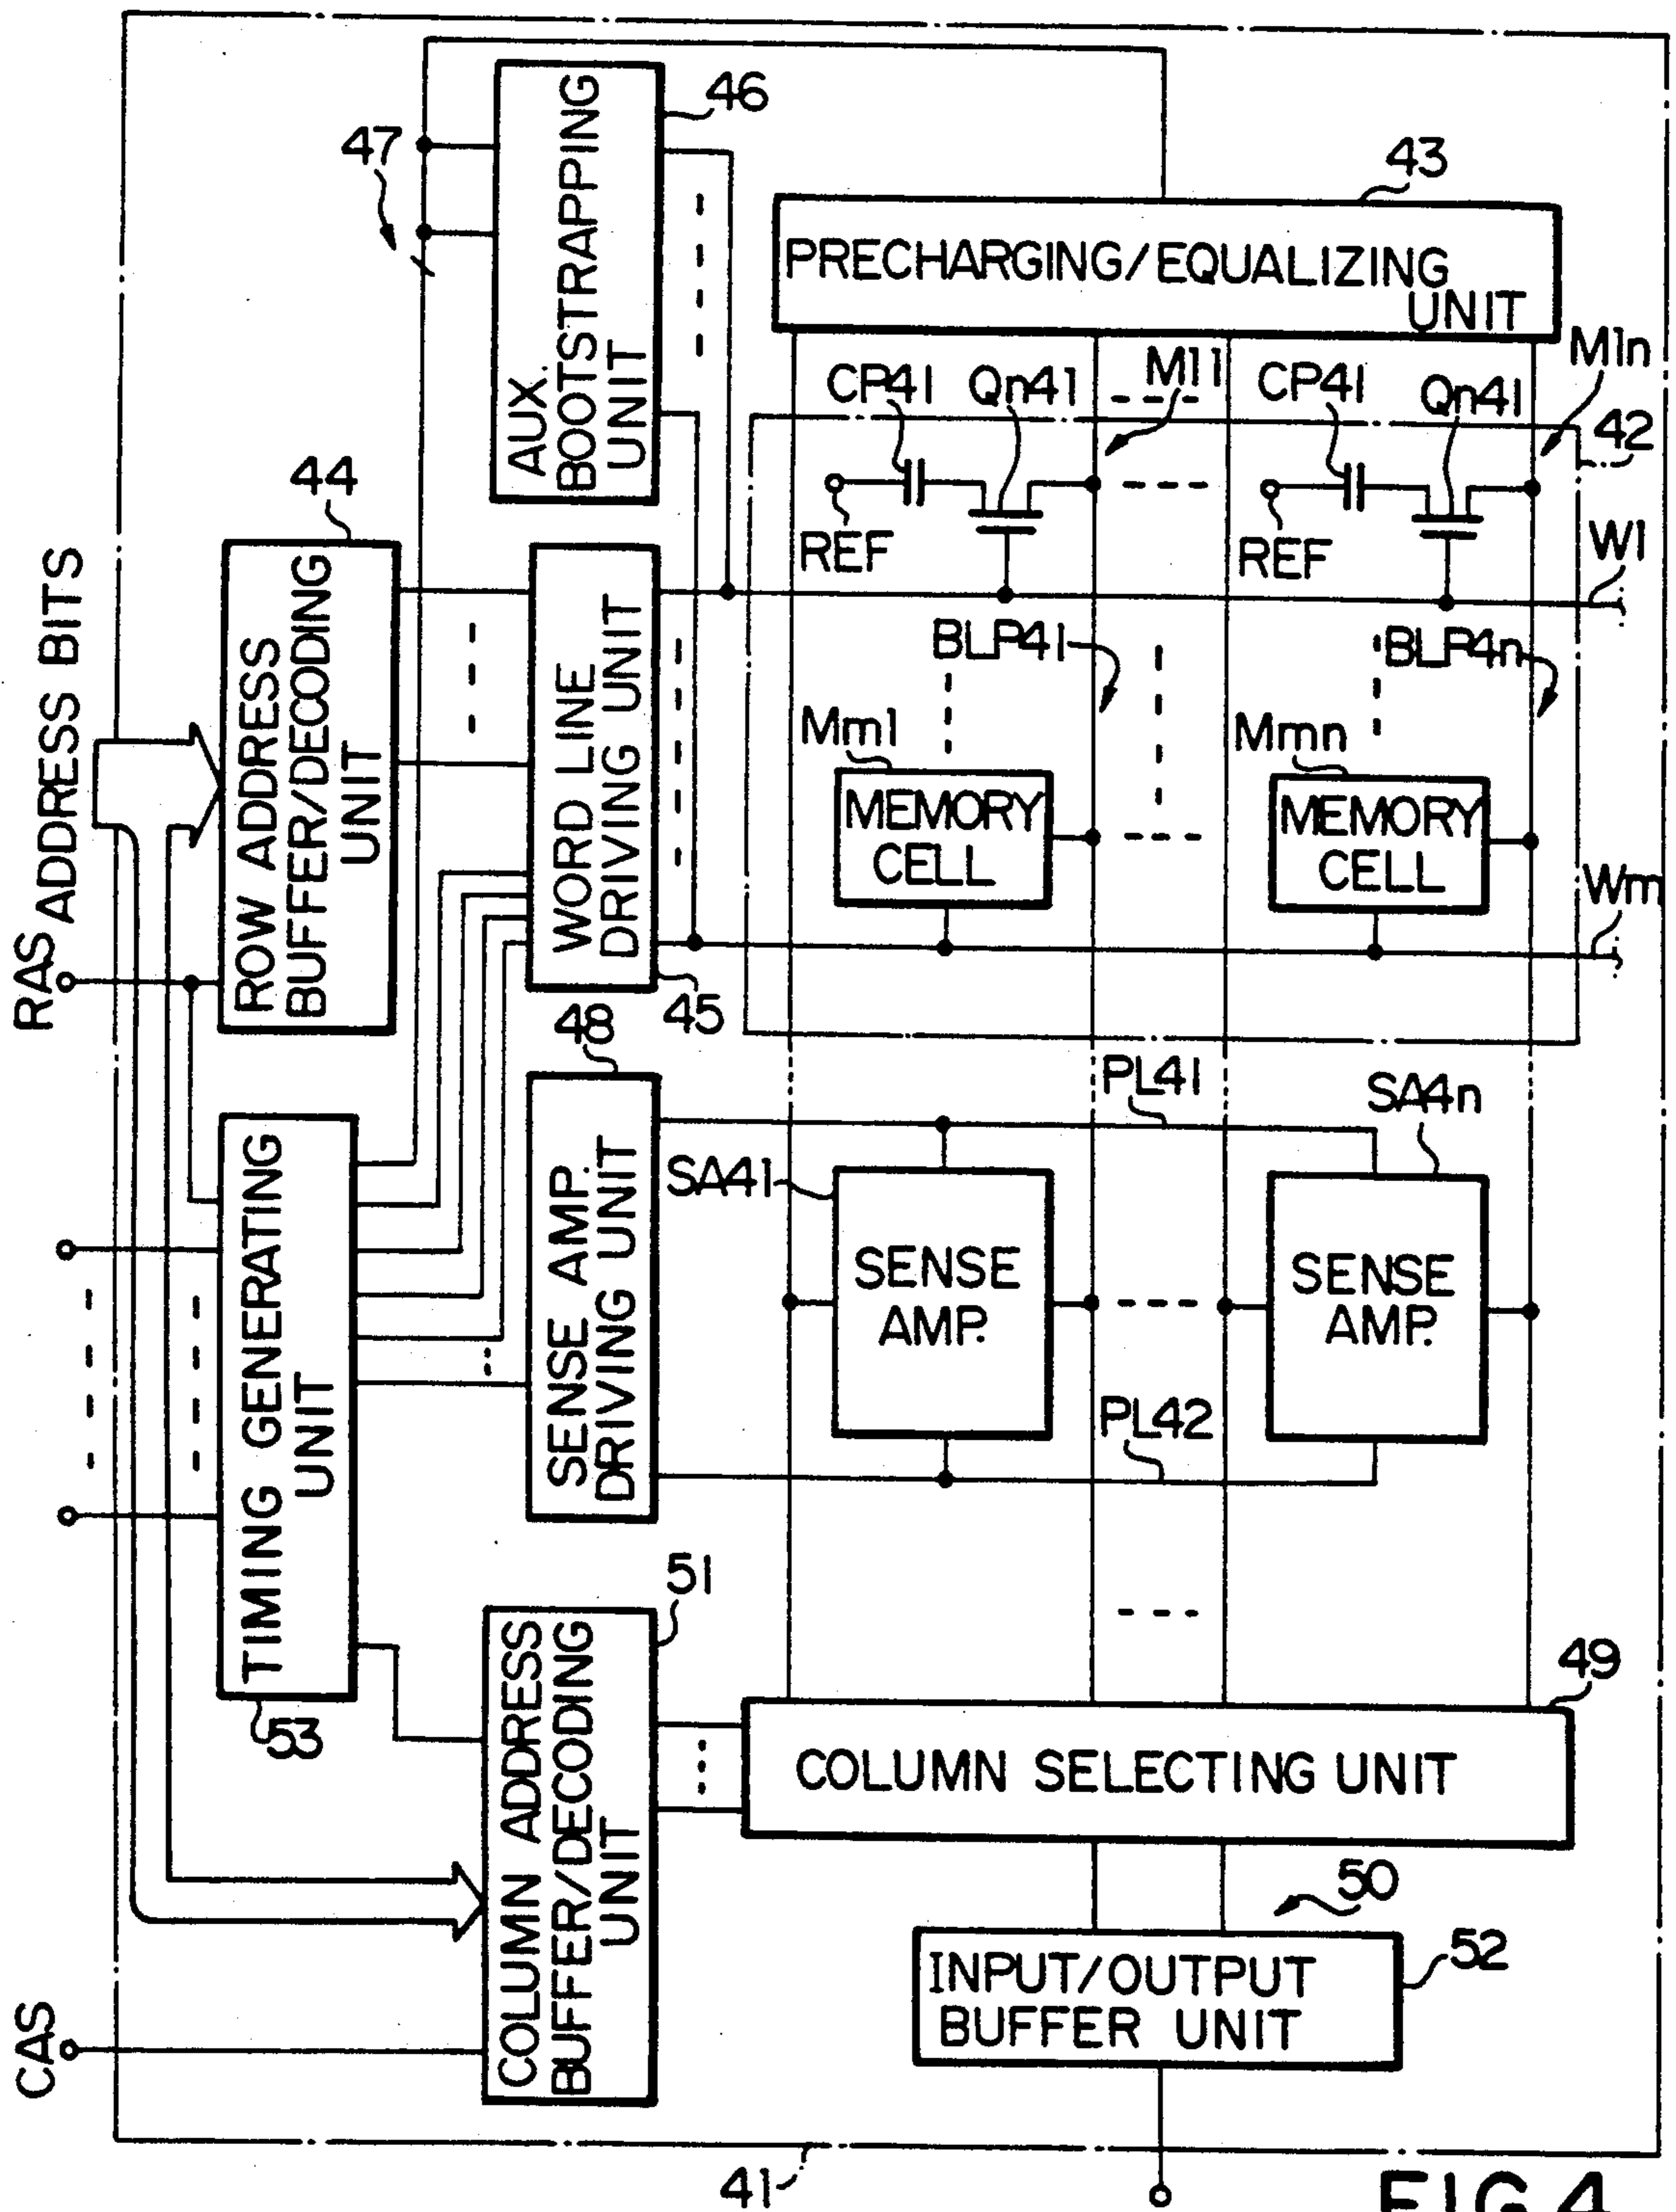 46
47
AUX.
BOOTSTRAPPING
UNIT
43
PRECHARGING/EQUALIZING
UNIT
CP41
Qn41
M11
CP41
Qn41
M1n
42
REF
REF
W1
44
ROW ADDRESS
BUFFER/DECODING
UNIT
ADDRESS BITS
RAS
WORD LINE
DRIVING UNIT
45
BLP41
BLP4n
Mm1
MEMORY
CELL
Mmn
MEMORY
CELL
Wm
48
SENSE AMP.
DRIVING UNIT
PL41
SA41
SENSE
AMP.
SA4n
SENSE
AMP.
PL42
TIMING GENERATING
UNIT
53
51
COLUMN ADDRESS
BUFFER/DECODING
UNIT
49
COLUMN SELECTING UNIT
50
INPUT/OUTPUT
BUFFER UNIT
52
CAS
41
FIG.4